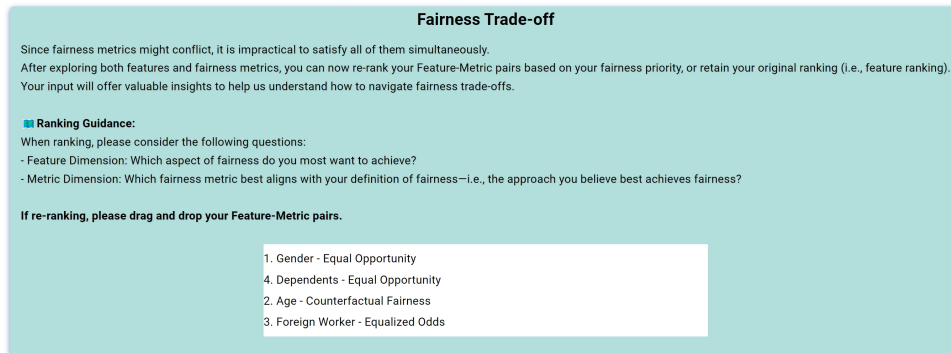 Fairness Trade-off
Since fairness metrics might conflict, it is impractical to satisfy all of them simultaneously.
After exploring both features and fairness metrics, you can now re-rank your Feature-Metric pairs based on your fairness priority, or retain your original ranking (i.e., feature ranking).
Your input will offer valuable insights to help us understand how to navigate fairness trade-offs.
Ranking Guidance:
When ranking, please consider the following questions:
- Feature Dimension: Which aspect of fairness do you most want to achieve?
- Metric Dimension: Which fairness metric best aligns with your definition of fairness—i.e., the approach you believe best achieves fairness?
If re-ranking, please drag and drop your Feature-Metric pairs.
1. Gender - Equal Opportunity
4. Dependents - Equal Opportunity
2. Age - Counterfactual Fairness
3. Foreign Worker - Equalized Odds